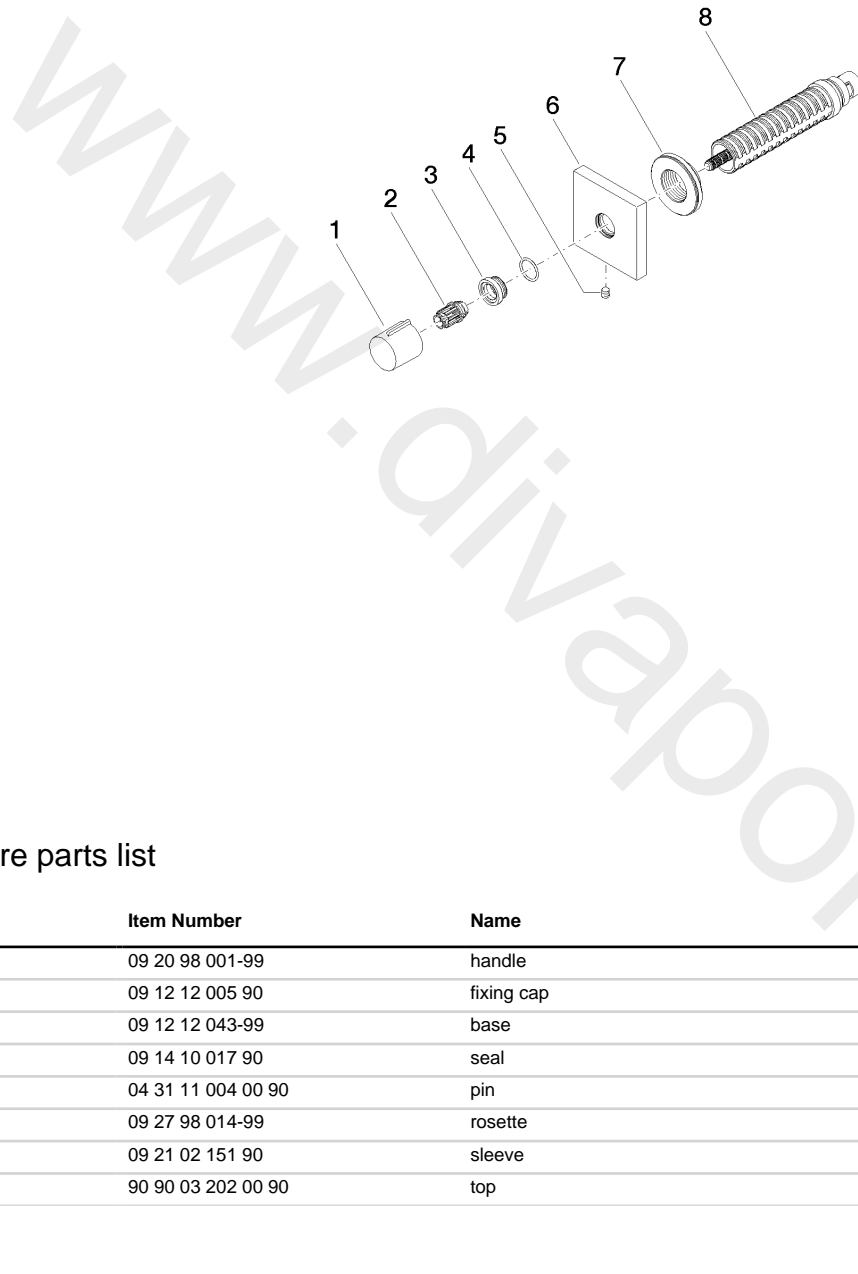 8
7
6
5
4
3
2
1
www.divapor
re parts list
Item Number Name
09 20 98 001-99 handle
09 12 12 005 90 fixing cap
09 12 12 043-99 base
09 14 10 017 90 seal
04 31 11 004 00 90 pin
09 27 98 014-99 rosette
09 21 02 151 90 sleeve
90 90 03 202 00 90 top